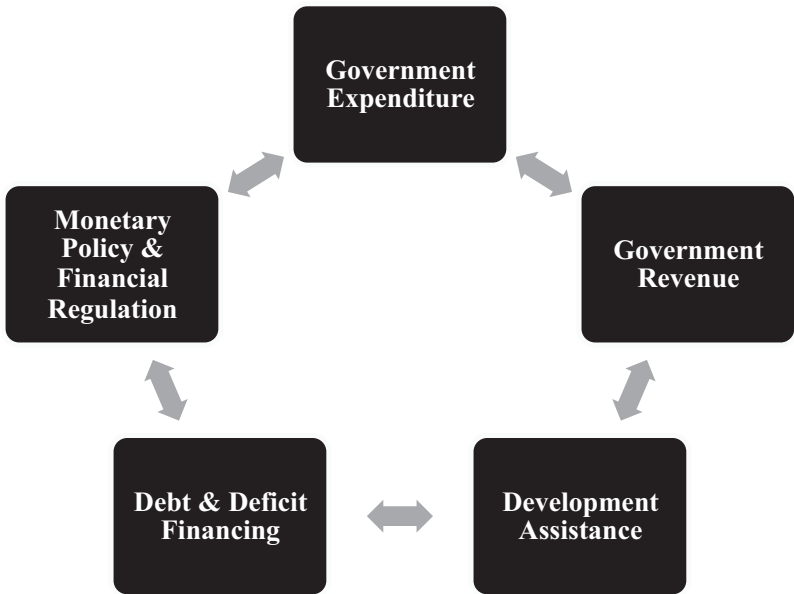 Government
Expenditure
Government
Revenue
Development
Assistance
Debt & Deficit
Financing
Monetary
Policy &
Financial
Regulation